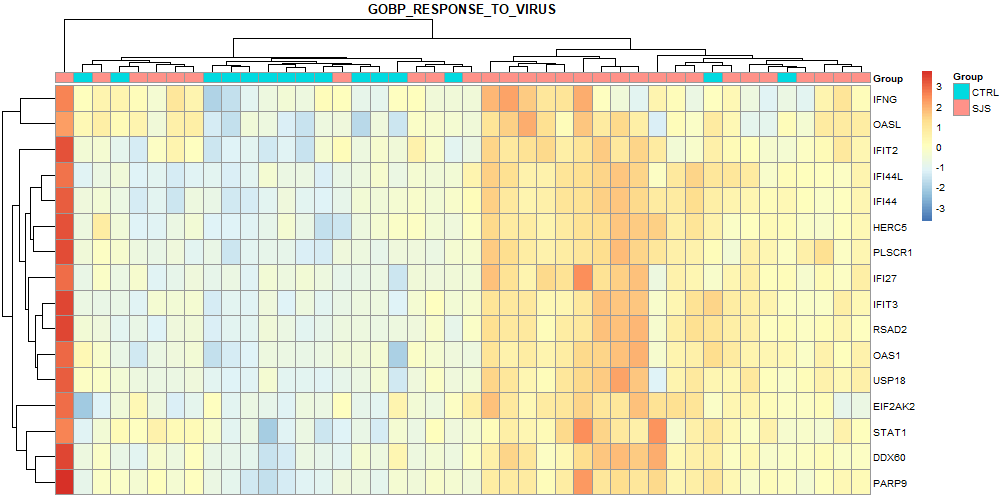 GOBP_RESPONSE_TO_VIRUS
Group
IFNG
OASL
IFIT2
IFI44L
IFI44
HERC5
PLSCR1
IFI27
IFIT3
RSAD2
OAS1
USP18
EIF2AK2
STAT1
DDX60
PARP9
3
2
1
0
-1
-2
-3
Group
CTRL
SJS